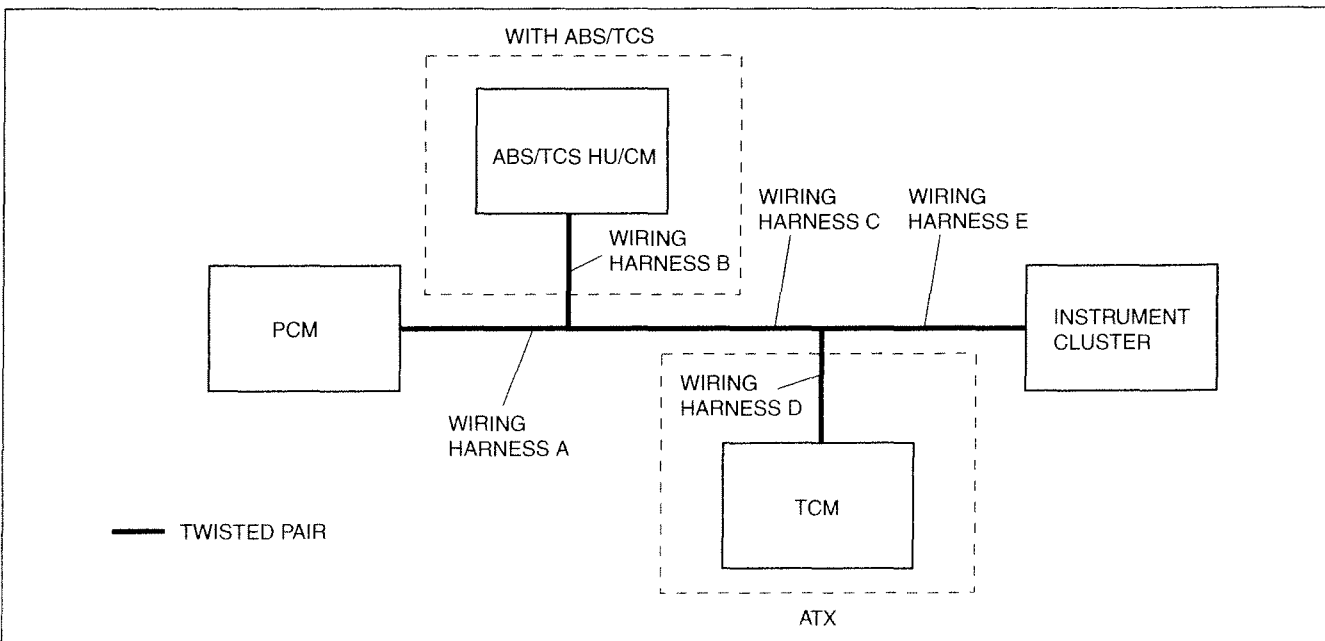 WITH ABS/TCS
ABS/TCS HU/CM
WIRING
HARNESS B
WIRING
HARNESS C
WIRING
HARNESS E
PCM
INSTRUMENT
CLUSTER
WIRING
HARNESS A
WIRING
HARNESS D
TCM
TWISTED PAIR
ATX